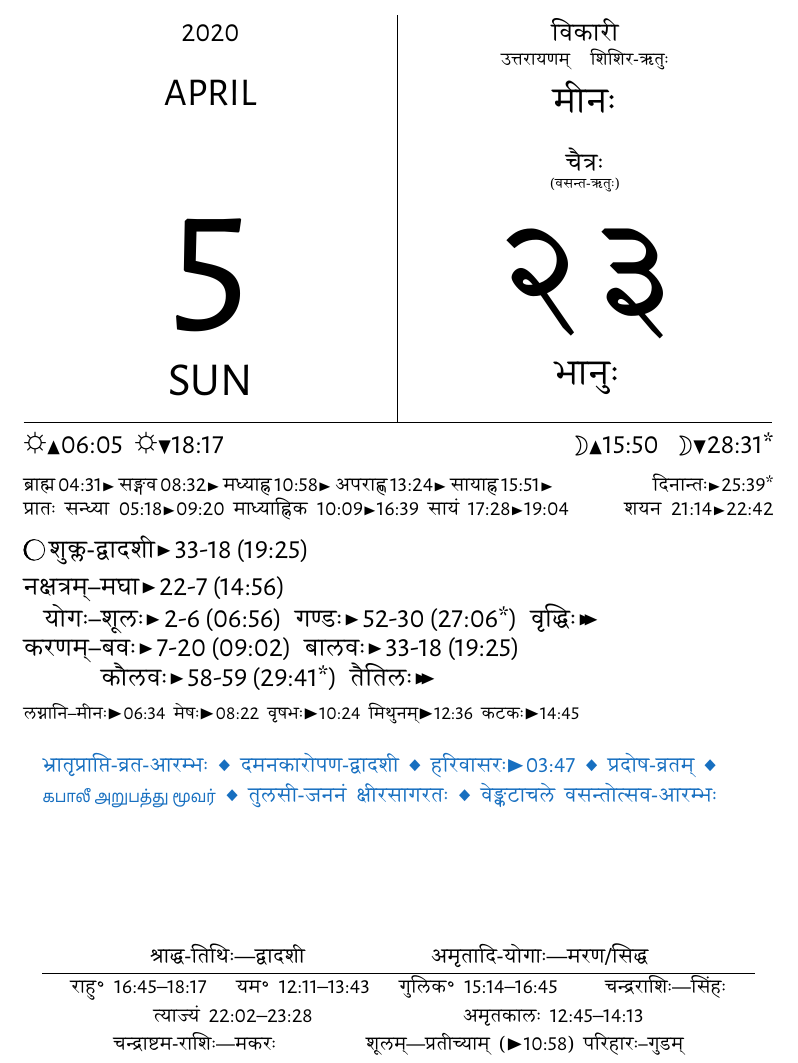 2020
APRIL
5
SUN
विकारी
उत्तरायणम् शिशिर-ऋतुः
मीनः
चैत्रः
(वसन्त-ऋतुः)
२३
भानुः
☼▲06:05 ☼▼18:17 ☽▲15:50 ☽▼28:31*
ब्राह्म 04:31► सङ्गव 08:32► मध्याह्न 10:58► अपराह्ण 13:24► सायाह्न 15:51► दिनान्तः►25:39*
प्रातः सन्ध्या 05:18►09:20 माध्याह्निक 10:09►16:39 सायं 17:28►19:04 शयन 21:14►22:42
शुक्ल-द्वादशी► 33-18 (19:25)
नक्षत्रम्–मघा► 22-7 (14:56)
योगः–शूलः► 2-6 (06:56) गण्डः► 52-30 (27:06*) वृद्धिः►►
करणम्–बवः► 7-20 (09:02) बालवः► 33-18 (19:25)
कौलवः► 58-59 (29:41*) तैतिलः►►
लग्नानि–मीनः►06:34 मेषः►08:22 वृषभः►10:24 मिथुनम्►12:36 कटकः►14:45
भ्रातृप्राप्ति-व्रत-आरम्भः ◆ दमनकारोपण-द्वादशी ◆ हरिवासरः►03:47 ◆ प्रदोष-व्रतम् ◆
கபாலீ அறுபத்து மூவர் ◆ तुलसी-जननं क्षीरसागरतः ◆ वेङ्कटाचले वसन्तोत्सव-आरम्भः
श्राद्ध-तिथिः—द्वादशी अमृतादि-योगाः—मरण/सिद्ध
राहु॰ 16:45–18:17 यम॰ 12:11–13:43 गुलिक॰ 15:14–16:45 चन्द्रराशिः—सिंहः
त्याज्यं 22:02–23:28 अमृतकालः 12:45–14:13
चन्द्राष्टम-राशिः—मकरः शूलम्—प्रतीच्याम् (►10:58) परिहारः–गुडम्